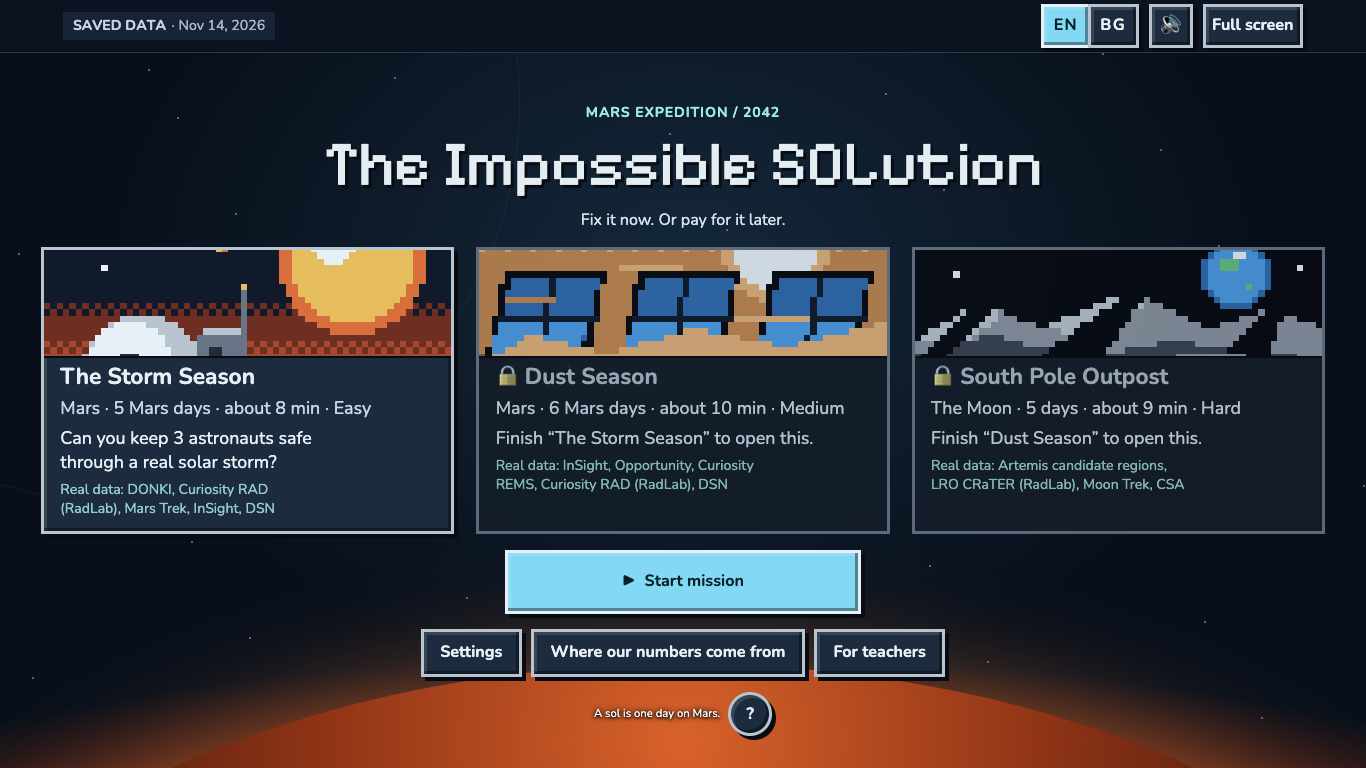 SAVED DATA · Nov 14, 2026
EN
BG
Full screen
MARS EXPEDITION / 2042
The Impossible SOLution
Fix it now. Or pay for it later.
The Storm Season
Mars · 5 Mars days · about 8 min · Easy
Can you keep 3 astronauts safe
through a real solar storm?
Real data: DONKI, Curiosity RAD
(RadLab), Mars Trek, InSight, DSN
Dust Season
Mars · 6 Mars days · about 10 min · Medium
Finish “The Storm Season” to open this.
Real data: InSight, Opportunity, Curiosity
REMS, Curiosity RAD (RadLab), DSN
South Pole Outpost
The Moon · 5 days · about 9 min · Hard
Finish “Dust Season” to open this.
Real data: Artemis candidate regions,
LRO CRaTER (RadLab), Moon Trek, CSA
Start mission
Settings
Where our numbers come from
For teachers
A sol is one day on Mars.
?